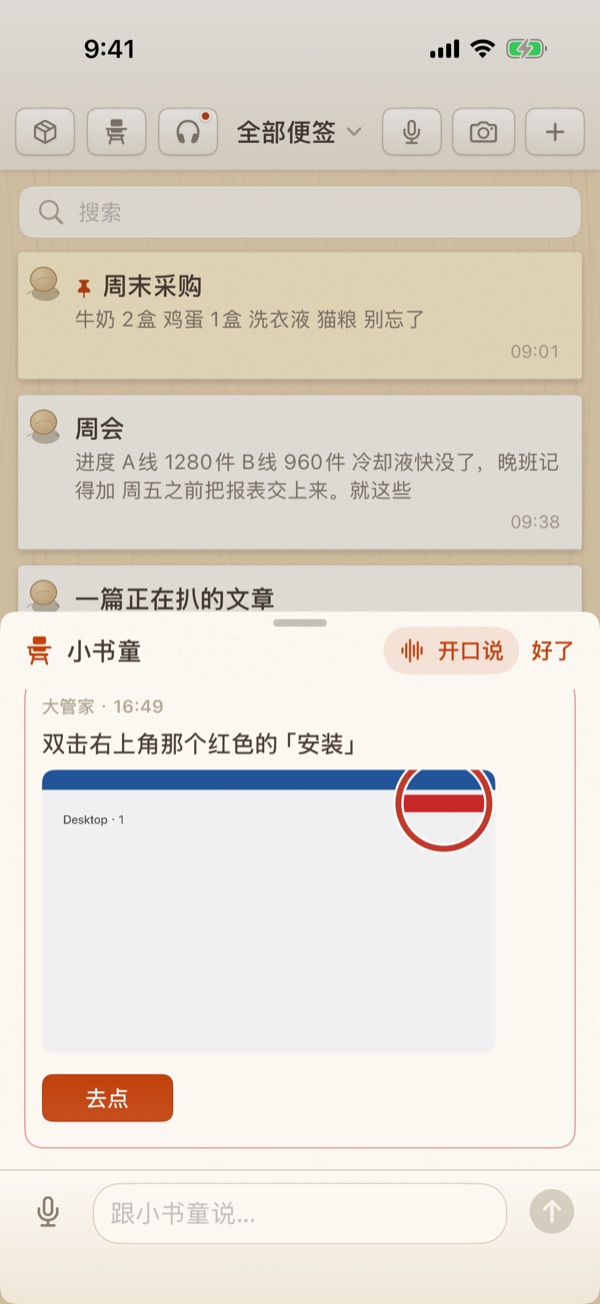 9:41
全部便签
搜索
周末采购
牛奶 2盒 鸡蛋 1盒 洗衣液 猫粮 别忘了
09:01
周会
进度 A线 1280件 B线 960件 冷却液快没了，晚班记
得加 周五之前把报表交上来。就这些
09:38
一篇正在扒的文章
小书童
开口说
好了
大管家 · 16:49
双击右上角那个红色的「安装」
Desktop · 1
去点
跟小书童说…